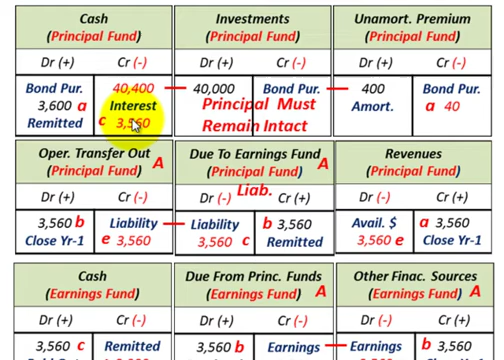 Cash
(Principal Fund)
Dr (+) Cr (-)
Bond Pur. 40,400
3,600 a Interest
Remitted c 3,560
Investments
(Principal Fund)
Dr (+) Cr (-)
40,000 Bond Pur.
Principal Must
Remain Intact
Unamort. Premium
(Principal Fund)
Dr (+) Cr (-)
400 Bond Pur.
Amort. a 40
Oper. Transfer Out A
(Principal Fund)
Dr (+) Cr (-)
3,560 b Liability
Close Yr-1 e 3,560
Due To Earnings Fund
(Principal Fund) A
Liab.
Dr (-) Cr (+)
Liability b 3,560
3,560 c Remitted
Revenues
(Principal Fund)
Dr (-) Cr (+)
Avail. $ a 3,560
3,560 e Close Yr-1
Cash
(Earnings Fund)
Dr (+) Cr (-)
3,560 c Remitted
Due From Princ. Funds
(Earnings Fund) A
Dr (+) Cr (-)
3,560 b Earnings
Other Finac. Sources
(Earnings Fund) A
Dr (-) Cr (+)
Earnings b 3,560